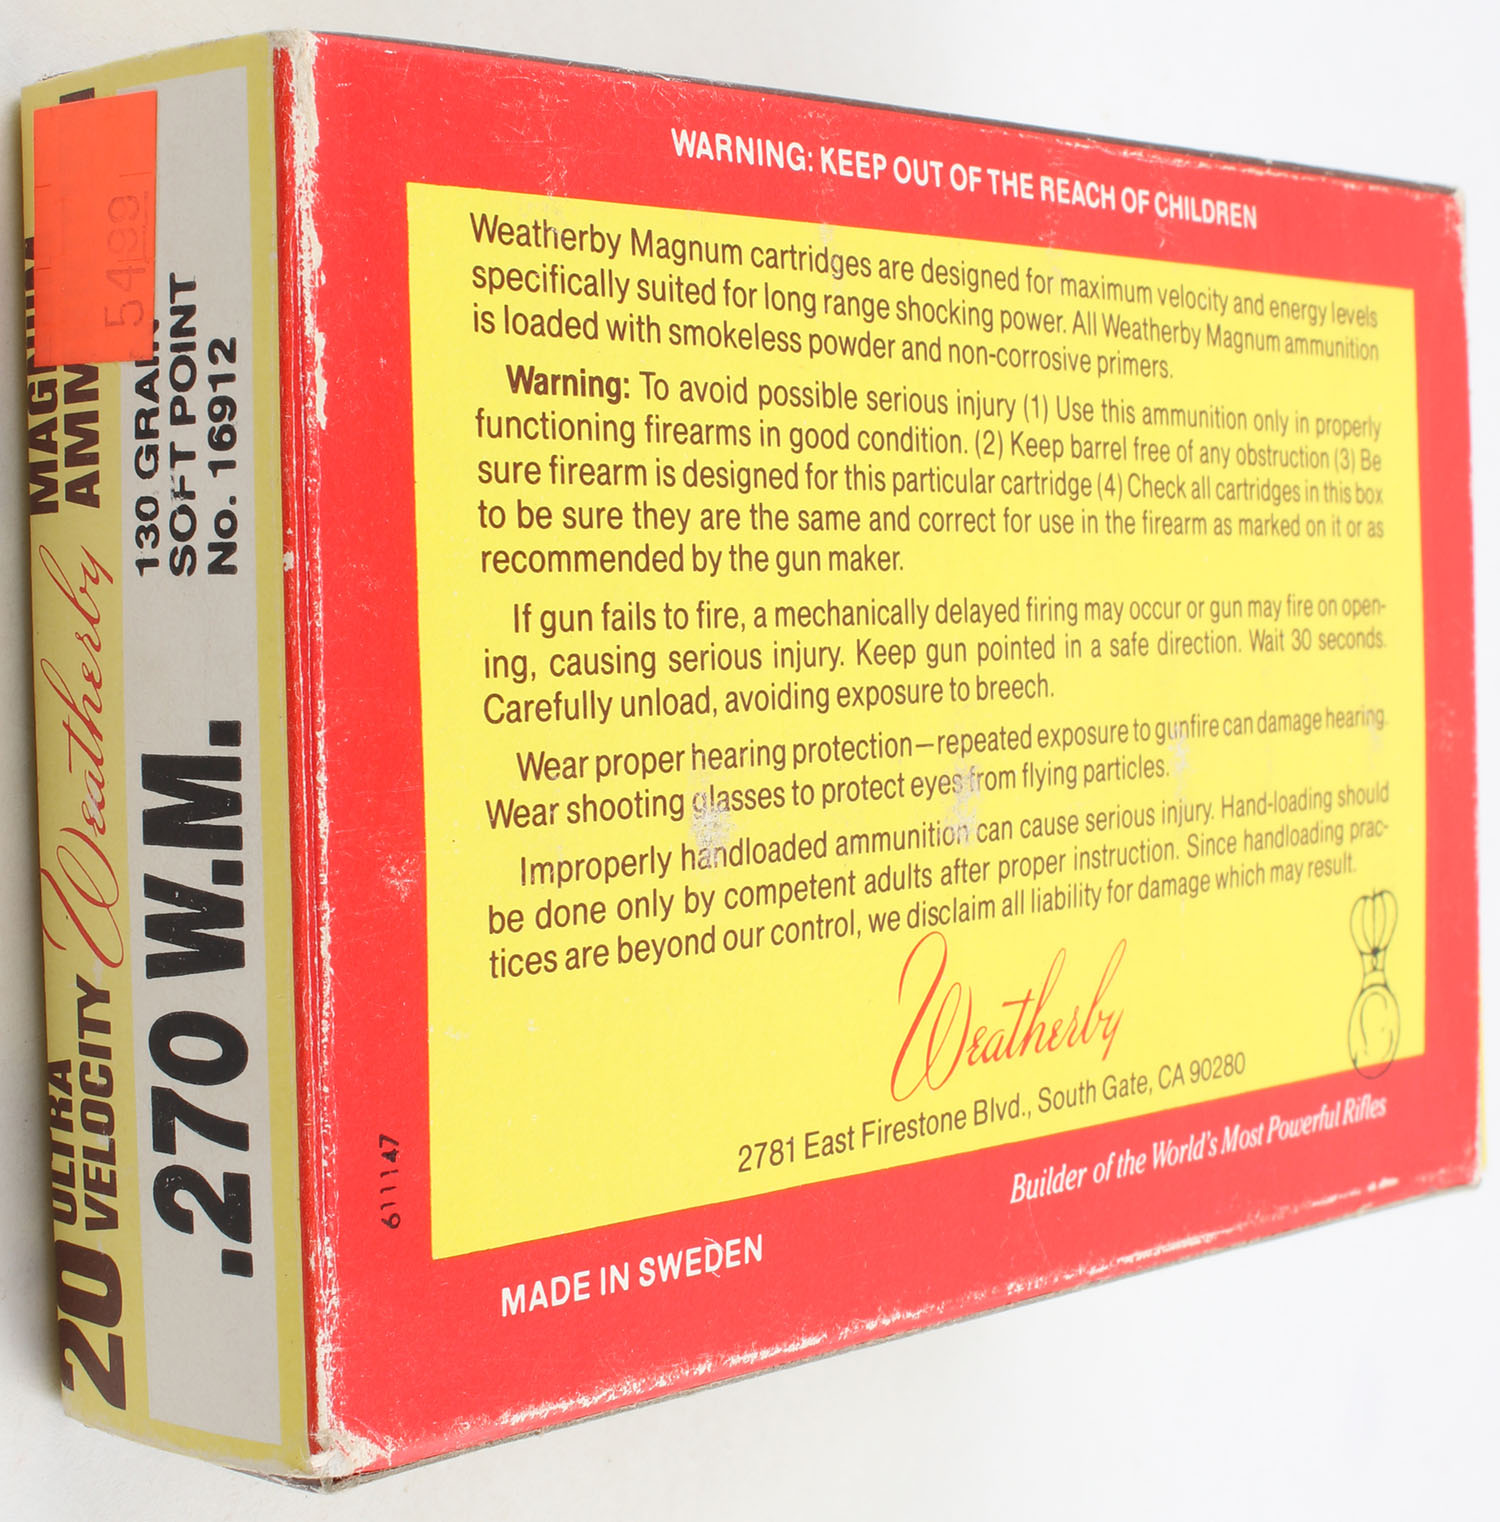 WARNING: KEEP OUT OF THE REACH OF CHILDREN
Weatherby Magnum cartridges are designed for maximum velocity and energy levels
specifically suited for long range shocking power. All Weatherby Magnum ammunition
is loaded with smokeless powder and non-corrosive primers.
Warning: To avoid possible serious injury (1) Use this ammunition only in properly
functioning firearms in good condition. (2) Keep barrel free of any obstruction (3) Be
sure firearm is designed for this particular cartridge (4) Check all cartridges in this box
to be sure they are the same and correct for use in the firearm as marked on it or as
recommended by the gun maker.
If gun fails to fire, a mechanically delayed firing may occur or gun may fire on open-
ing, causing serious injury. Keep gun pointed in a safe direction. Wait 30 seconds.
Carefully unload, avoiding exposure to breech.
Wear proper hearing protection—repeated exposure to gunfire can damage hearing.
Wear shooting glasses to protect eyes from flying particles.
Improperly handloaded ammunition can cause serious injury. Hand-loading should
be done only by competent adults after proper instruction. Since handloading prac-
tices are beyond our control, we disclaim all liability for damage which may result.
Weatherby
2781 East Firestone Blvd., South Gate, CA 90280
Builder of the World's Most Powerful Rifles
MADE IN SWEDEN
611147
20 ULTRA
VELOCITY
Weatherby
MAG
AMM
.270 W.M.
130 GRAIN
SOFT POINT
No. 16912
5499